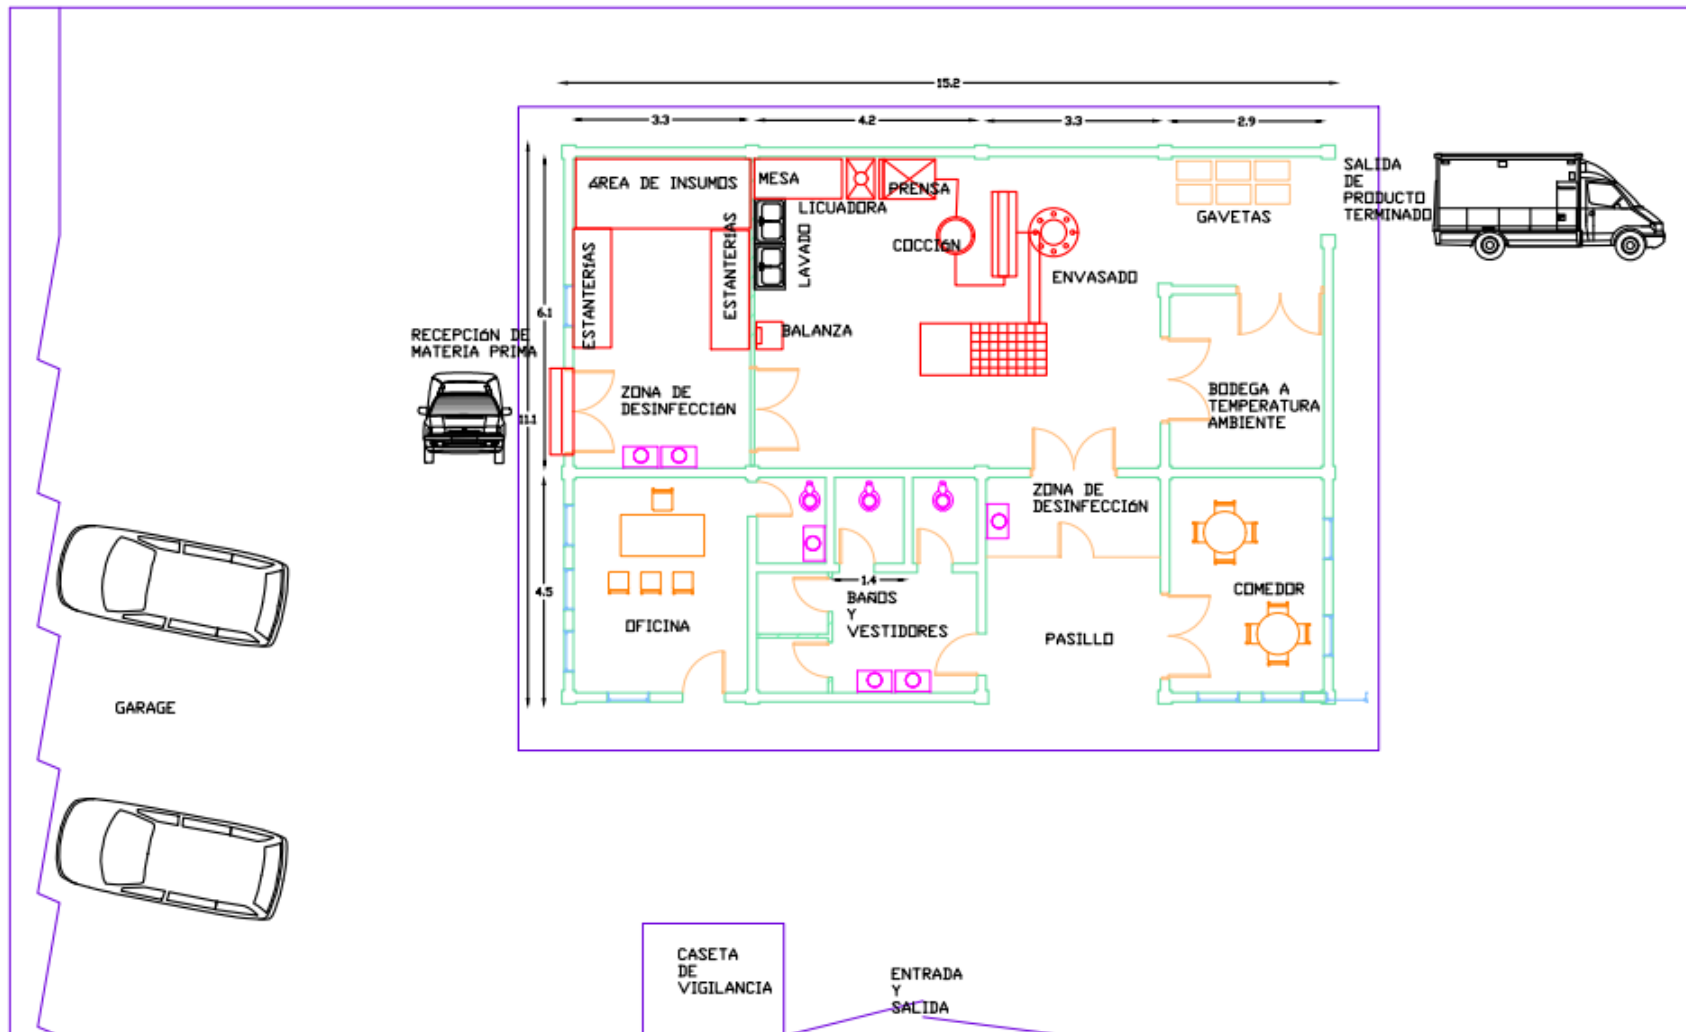 15.2
3.3
4.2
3.3
2.9
ÁREA DE INSUMOS
MESA
PRENSA
LICUADORA
LAVADO
ESTANTERÍAS
ESTANTERÍAS
COCCIÓN
ENVASADO
GAVETAS
SALIDA
DE
PRODUCTO
TERMINADO
6.1
11.1
BALANZA
RECEPCIÓN DE
MATERIA PRIMA
ZONA DE
DESINFECCIÓN
BODEGA A
TEMPERATURA
AMBIENTE
ZONA DE
DESINFECCIÓN
4.5
1.4
BAÑOS
Y
VESTIDORES
OFICINA
PASILLO
COMEDOR
GARAGE
CASETA
DE
VIGILANCIA
ENTRADA
Y
SALIDA